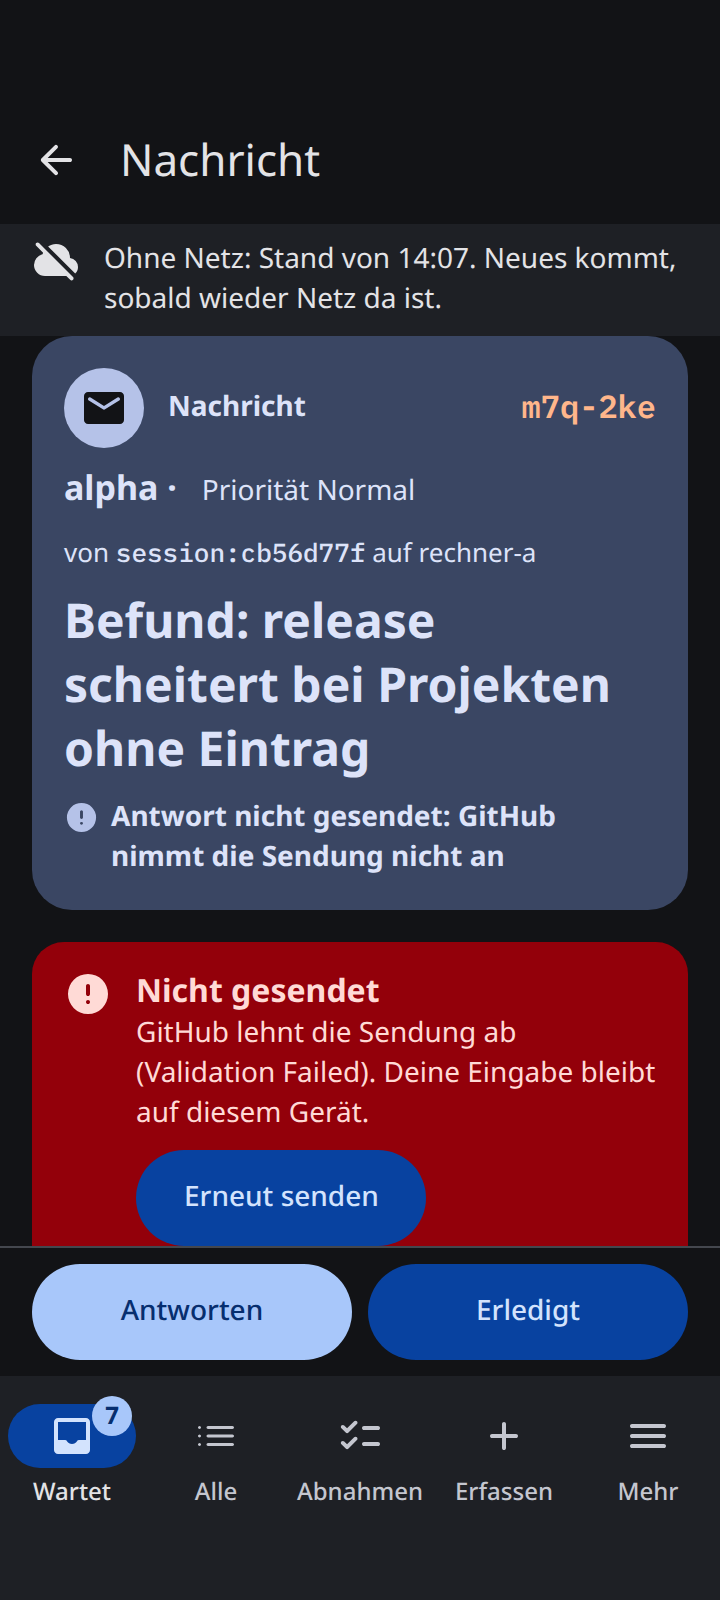 Nachricht
Ohne Netz: Stand von 14:07. Neues kommt,
sobald wieder Netz da ist.
Nachricht m7q-2ke
alpha · Priorität Normal
von session:cb56d77f auf rechner-a
Befund: release
scheitert bei Projekten
ohne Eintrag
Antwort nicht gesendet: GitHub
nimmt die Sendung nicht an
Nicht gesendet
GitHub lehnt die Sendung ab
(Validation Failed). Deine Eingabe bleibt
auf diesem Gerät.
Erneut senden
Antworten Erledigt
7
Wartet Alle Abnahmen Erfassen Mehr